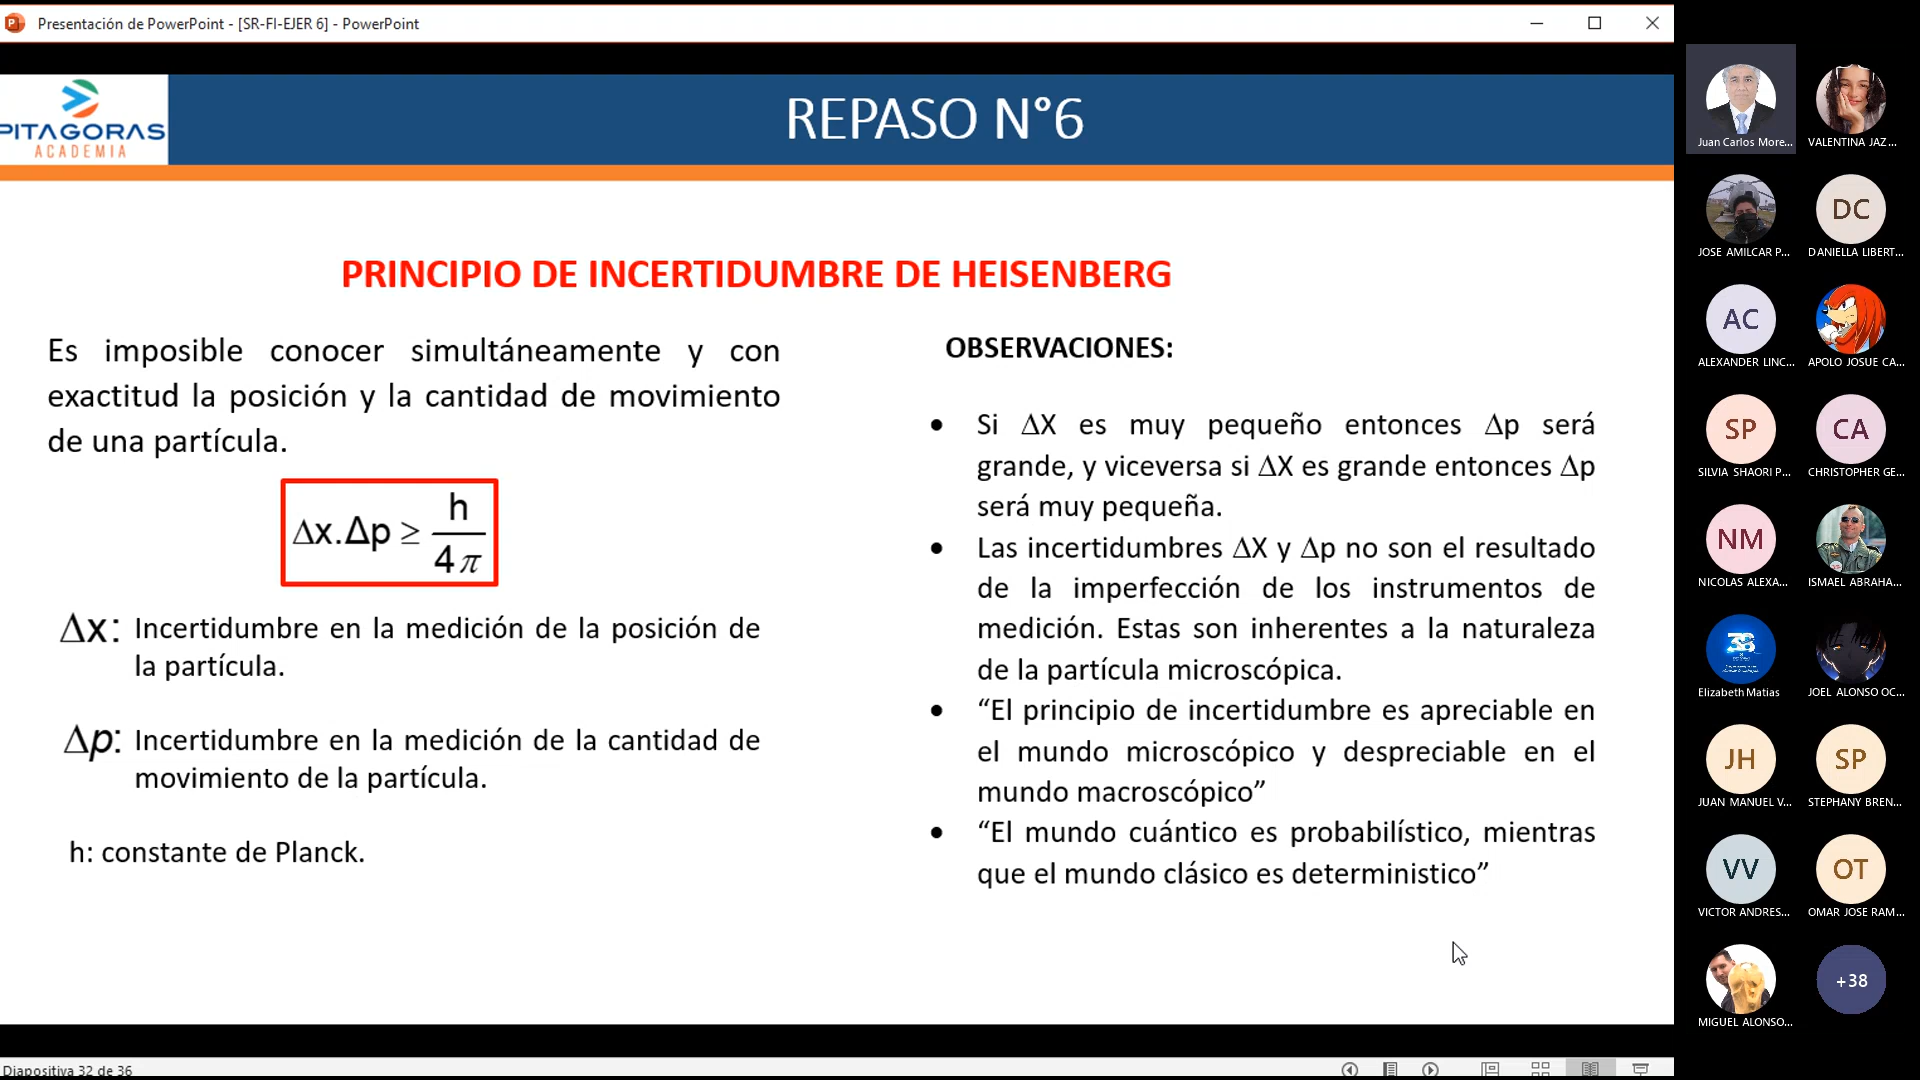 Presentación de PowerPoint - [SR-FI-EJER 6] - PowerPoint
PITAGORAS
ACADEMIA
REPASO N°6
PRINCIPIO DE INCERTIDUMBRE DE HEISENBERG
Es imposible conocer simultáneamente y con
exactitud la posición y la cantidad de movimiento
de una partícula.
Δx.Δp ≥ h/4π
Δx: Incertidumbre en la medición de la posición de
la partícula.
Δp: Incertidumbre en la medición de la cantidad de
movimiento de la partícula.
h: constante de Planck.
OBSERVACIONES:
• Si ΔX es muy pequeño entonces Δp será
grande, y viceversa si ΔX es grande entonces Δp
será muy pequeña.
• Las incertidumbres ΔX y Δp no son el resultado
de la imperfección de los instrumentos de
medición. Estas son inherentes a la naturaleza
de la partícula microscópica.
• “El principio de incertidumbre es apreciable en
el mundo microscópico y despreciable en el
mundo macroscópico”
• “El mundo cuántico es probabilístico, mientras
que el mundo clásico es deterministico”
Diapositiva 32 de 36
Juan Carlos More...
VALENTINA JAZ...
JOSE AMILCAR P...
DC
DANIELLA LIBERT...
AC
ALEXANDER LINC...
APOLO JOSUE CA...
SP
SILVIA SHAORI P...
CA
CHRISTOPHER GE...
NM
NICOLAS ALEXA...
ISMAEL ABRAHA...
Elizabeth Matias
JOEL ALONSO OC...
JH
JUAN MANUEL V...
SP
STEPHANY BREN...
VV
VICTOR ANDRES...
OT
OMAR JOSE RAM...
MIGUEL ALONSO...
+38